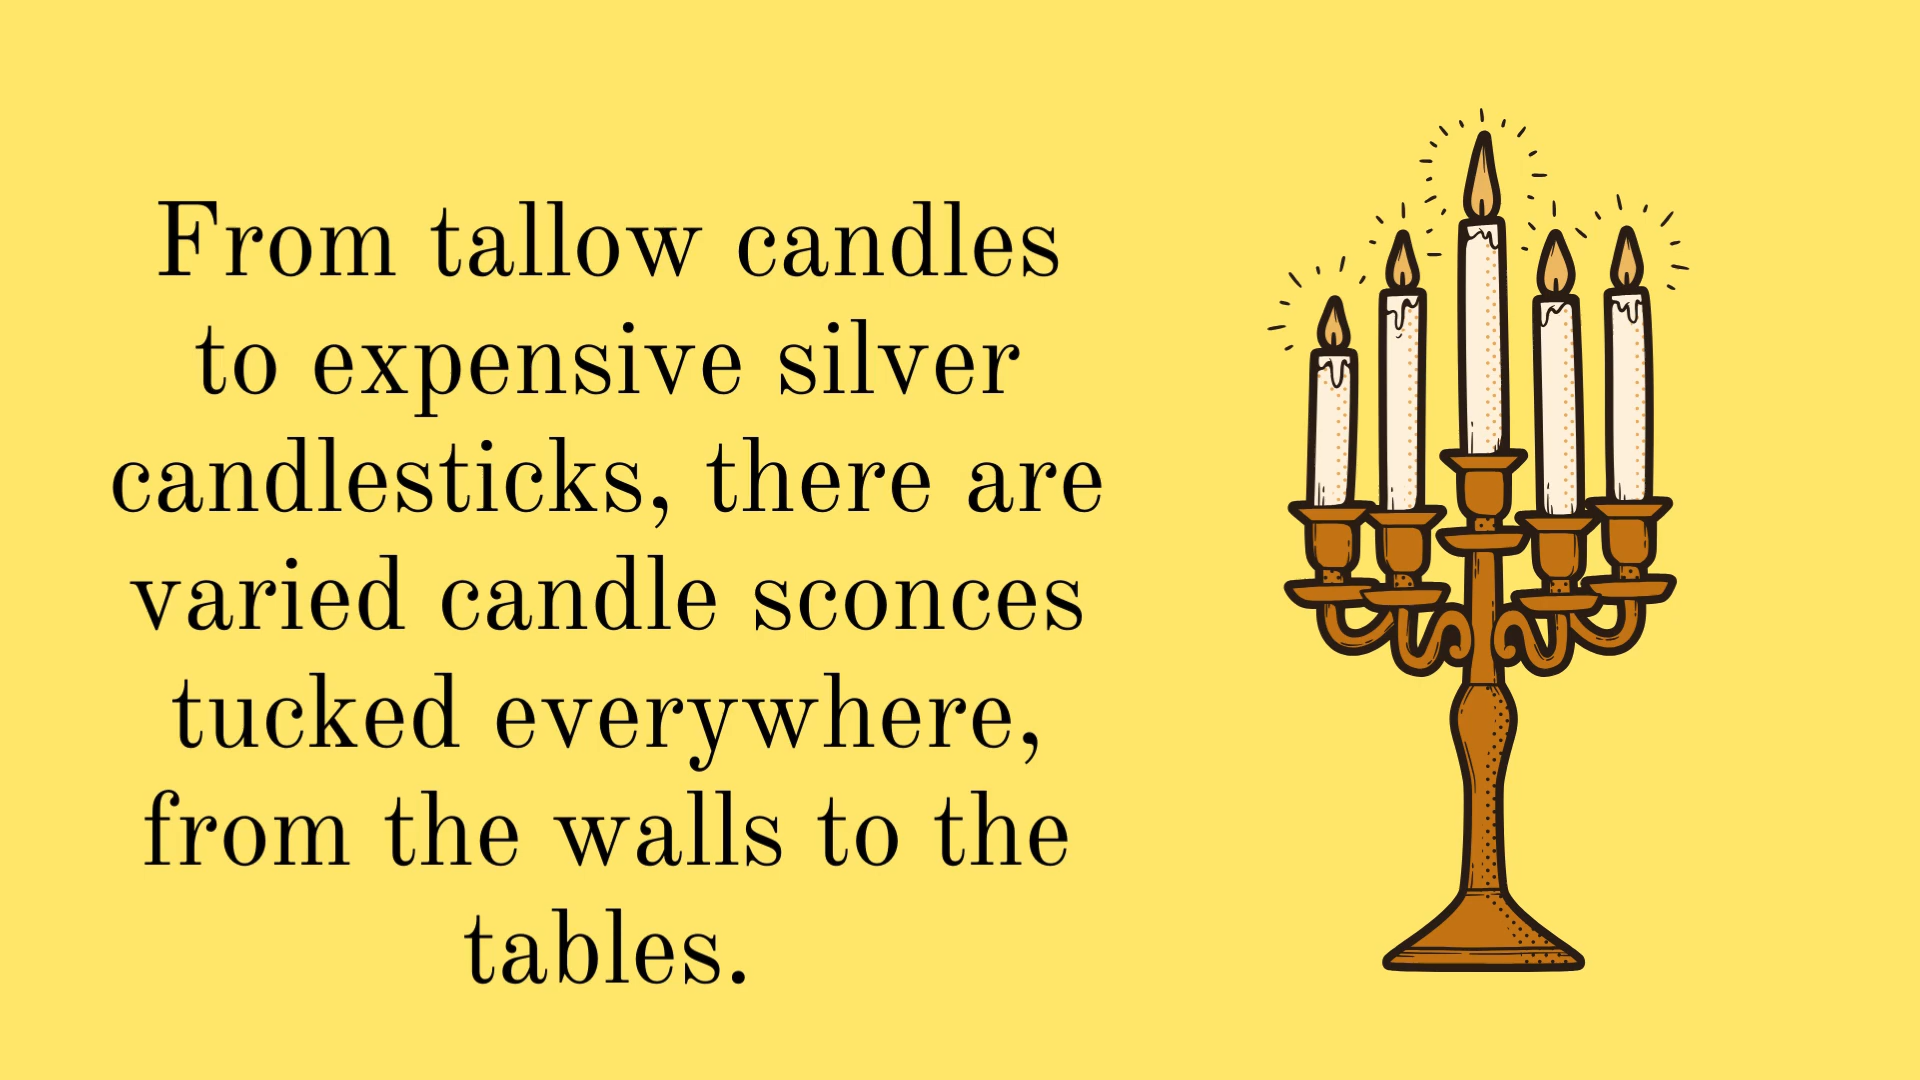 From tallow candles
to expensive silver
candlesticks, there are
varied candle sconces
tucked everywhere,
from the walls to the
tables.